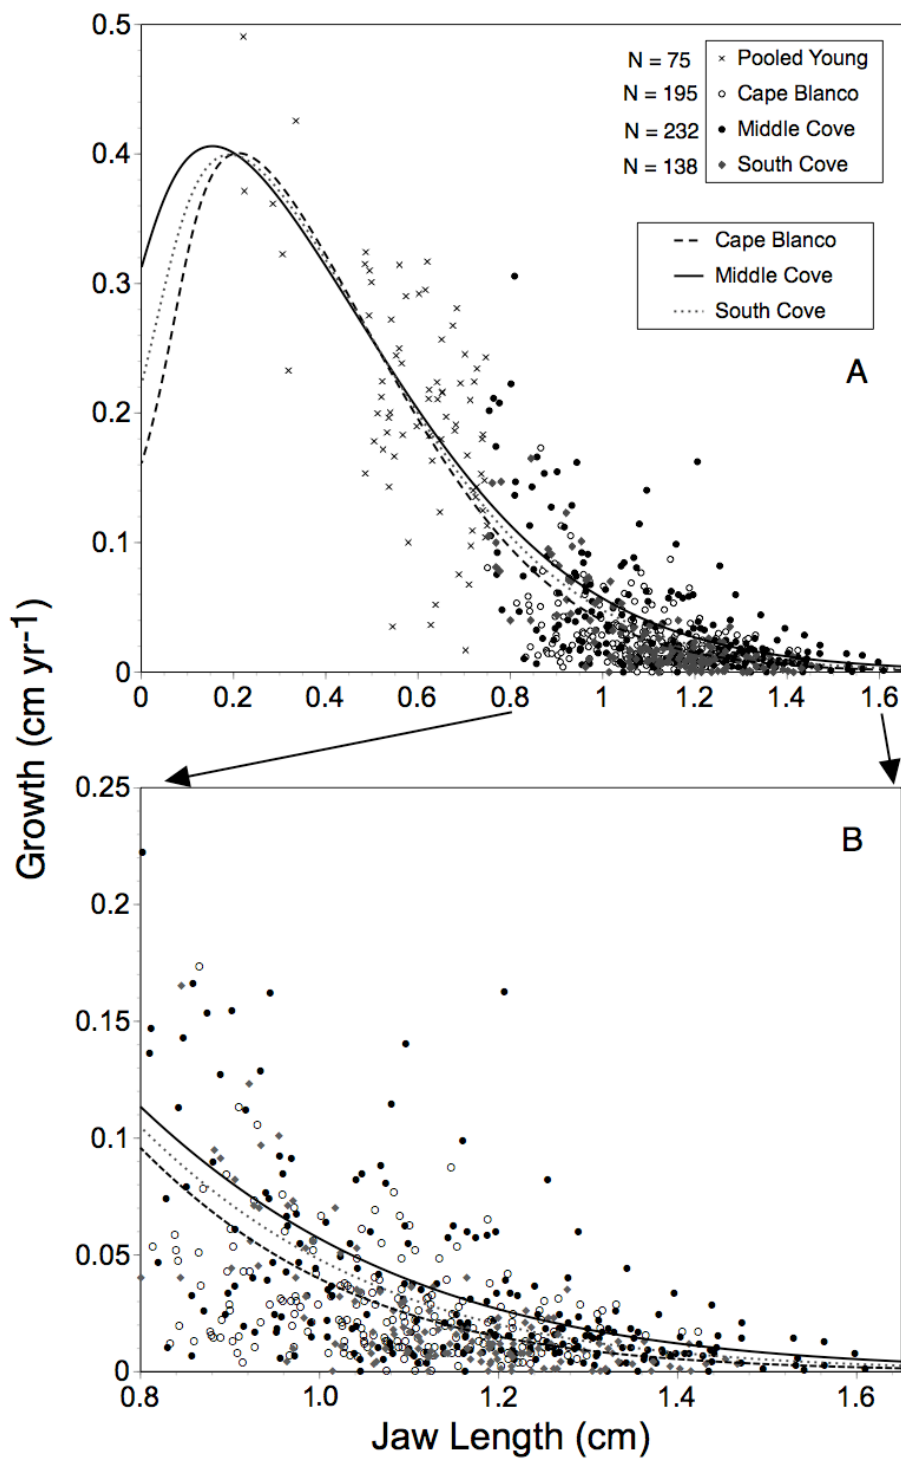 0.5
N = 75 Pooled Young
N = 195 Cape Blanco
N = 232 Middle Cove
N = 138 South Cove
0.4
Cape Blanco
Middle Cove
South Cove
0.3
A
0.2
0.1
0
0 0.2 0.4 0.6 0.8 1 1.2 1.4 1.6
Growth (cm yr-1)
0.25
B
0.2
0.15
0.1
0.05
0
0.8 1.0 1.2 1.4 1.6
Jaw Length (cm)